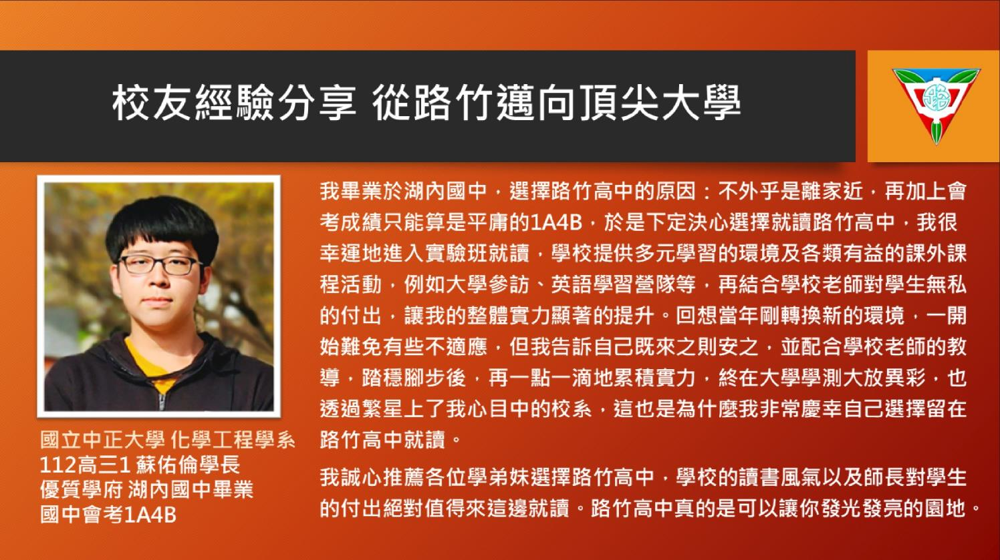 校友經驗分享 從路竹邁向頂尖大學
我畢業於湖內國中，選擇路竹高中的原因：不外乎是離家近，再加上會
考成績只能算是平庸的1A4B，於是下定決心選擇就讀路竹高中，我很
幸運地進入實驗班就讀，學校提供多元學習的環境及各類有益的課外課
程活動，例如大學參訪、英語學習營隊等，再結合學校老師對學生無私
的付出，讓我的整體實力顯著的提升。回想當年剛轉換新的環境，一開
始難免有些不適應，但我告訴自己既來之則安之，並配合學校老師的教
導，踏穩腳步後，再一點一滴地累積實力，終在大學學測大放異彩，也
透過繁星上了我心目中的校系，這也是為什麼我非常慶幸自己選擇留在
路竹高中就讀。
我誠心推薦各位學弟妹選擇路竹高中，學校的讀書風氣以及師長對學生
的付出絕對值得來這邊就讀。路竹高中真的是可以讓你發光發亮的園地。
國立中正大學 化學工程學系
112高三1 蘇佑倫學長
優質學府 湖內國中畢業
國中會考1A4B